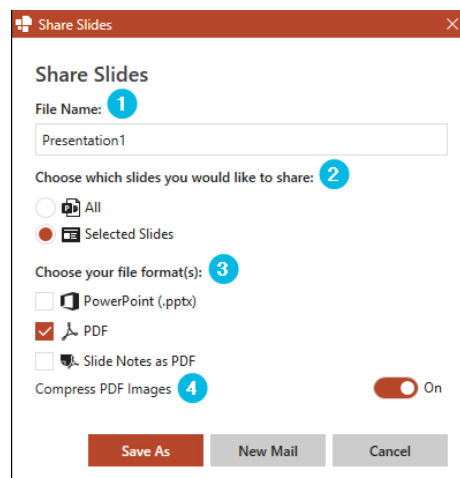 Share Slides
Share Slides
File Name: 1
Presentation1
Choose which slides you would like to share: 2
All
Selected Slides
Choose your file format(s): 3
PowerPoint (.pptx)
PDF
Slide Notes as PDF
Compress PDF Images 4 On
Save As New Mail Cancel